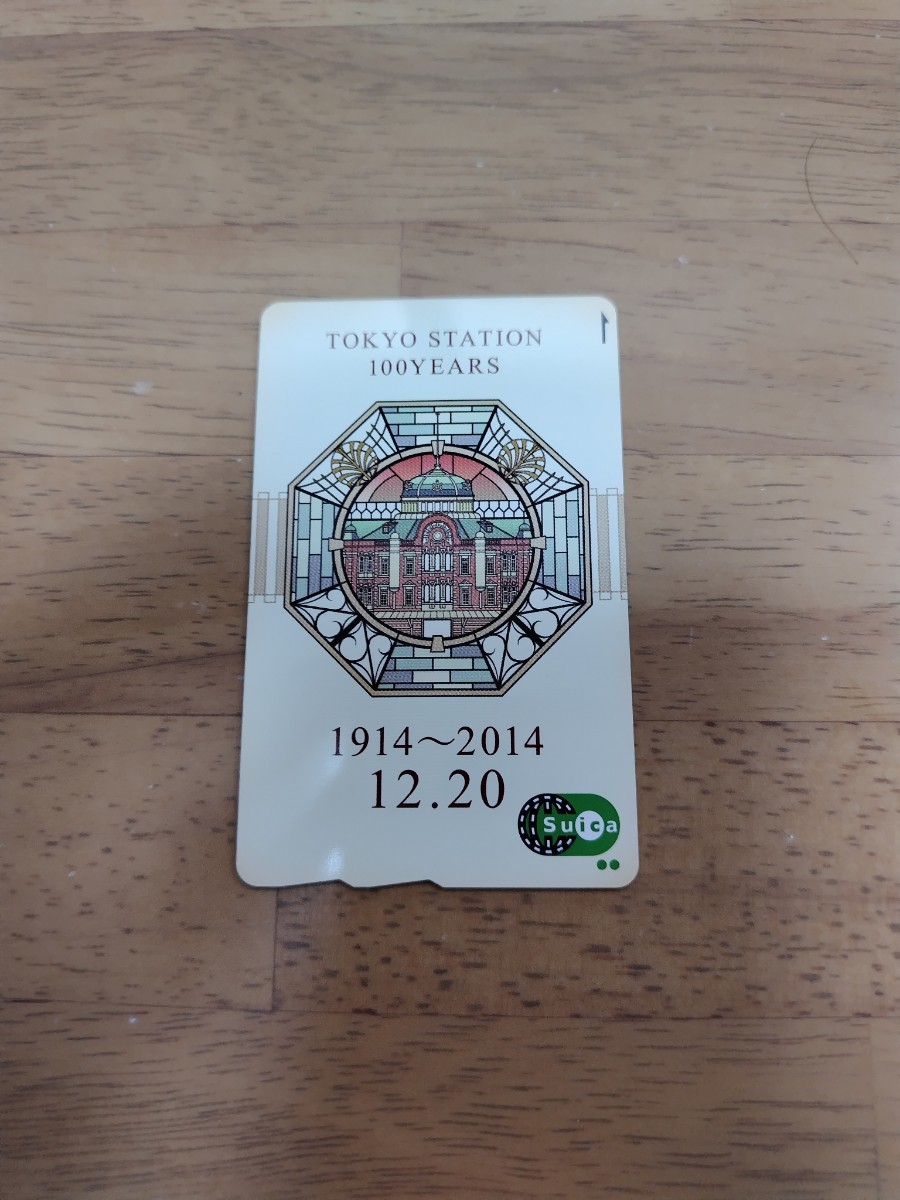 TOKYO STATION
100YEARS
1914〜2014
12.20
Suica